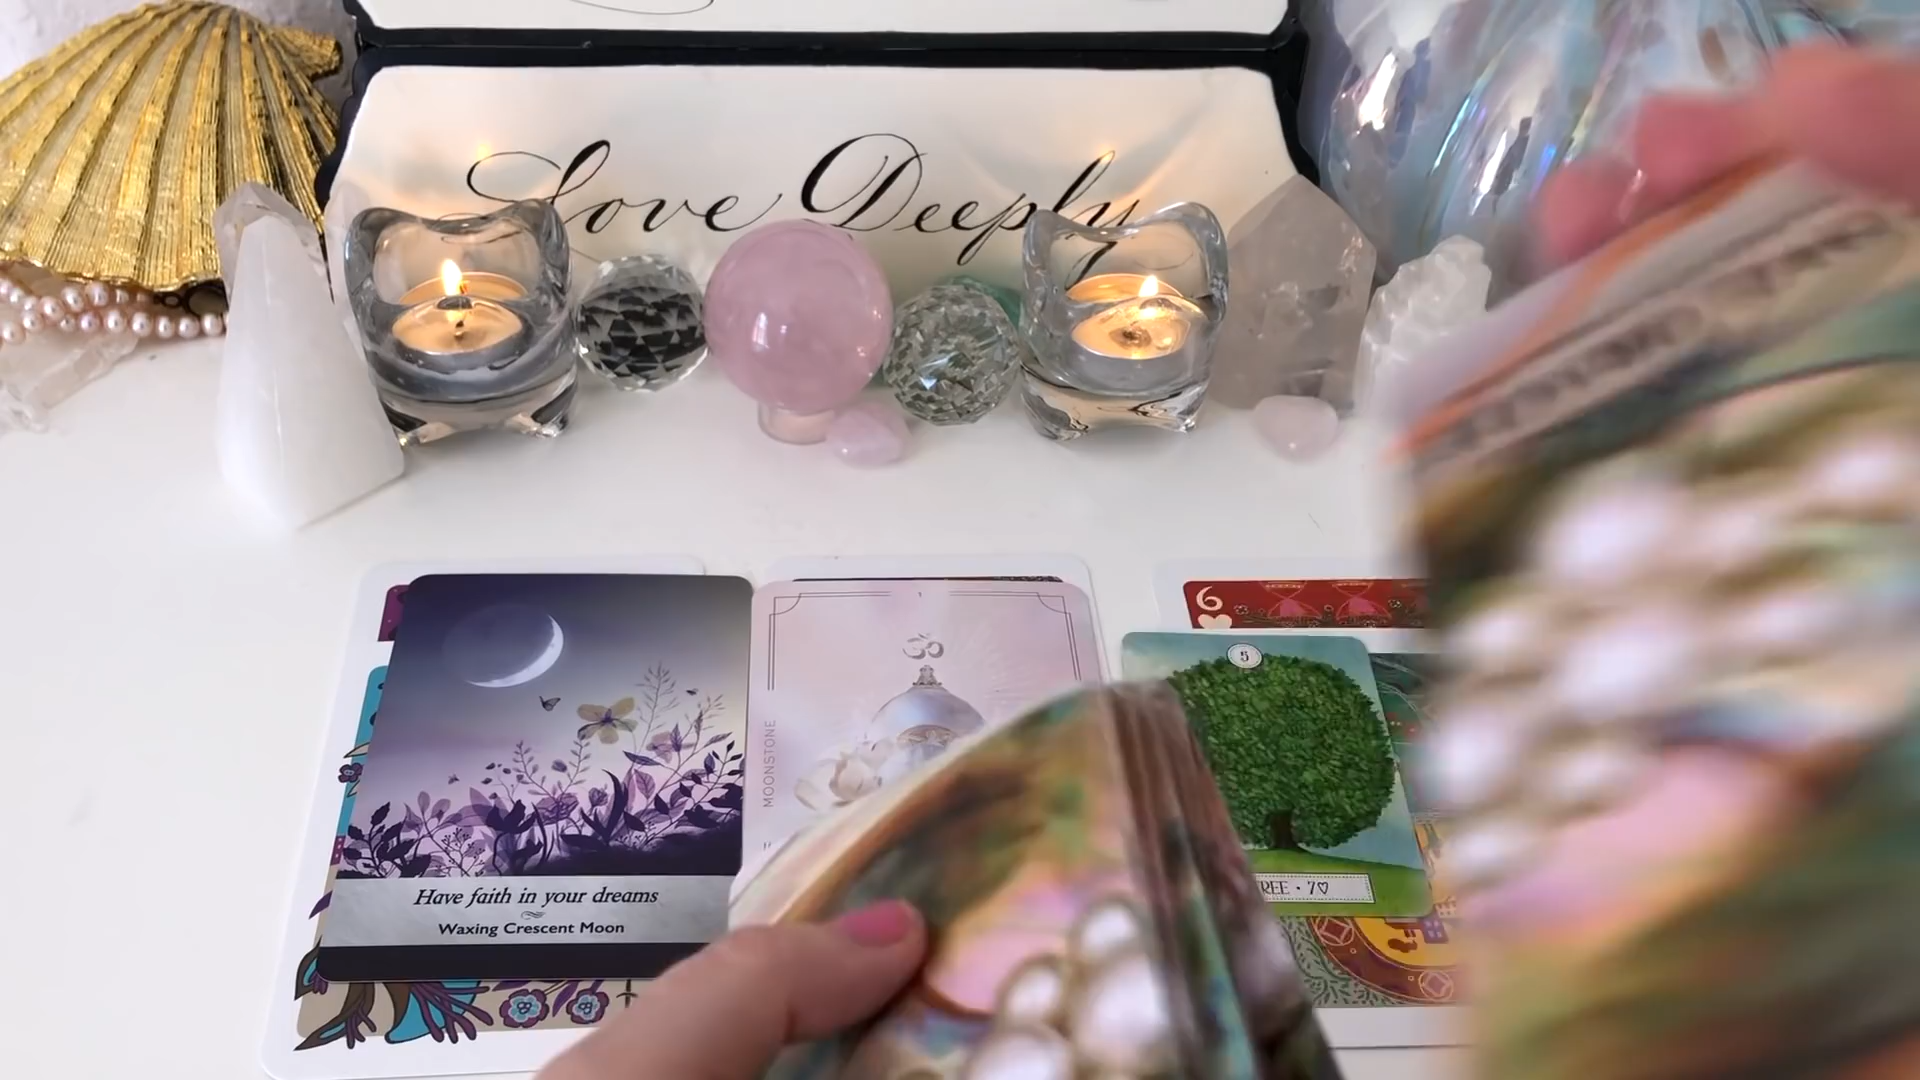 Love Deeply
6
ॐ
5
MOONSTONE
REE • 7♡
Have faith in your dreams
Waxing Crescent Moon